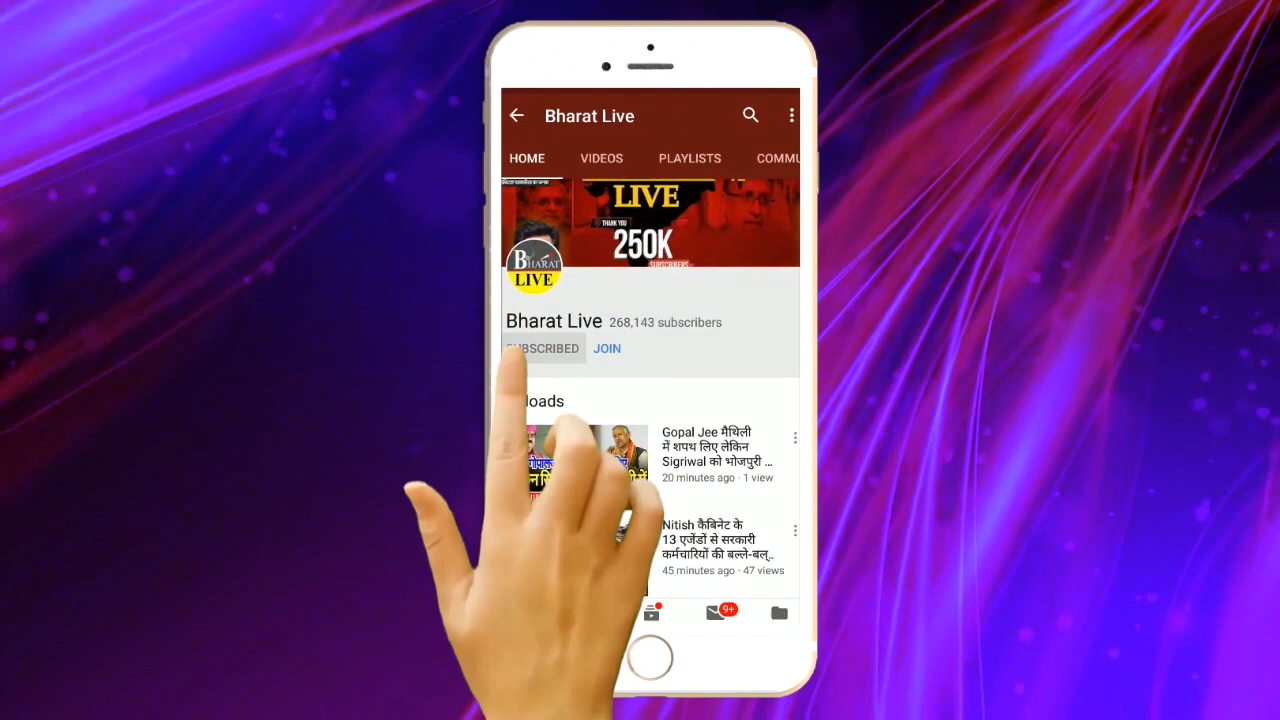 Bharat Live
HOME VIDEOS PLAYLISTS COMMU
LIVE
THANK YOU
250K
SUBSCRIBERS
BHARAT
LIVE
Bharat Live 268,143 subscribers
SUBSCRIBED JOIN
loads
Gopal Jee मैथिली
में शपथ लिए लेकिन
Sigriwal को भोजपुरी ...
20 minutes ago · 1 view
Nitish कैबिनेट के
13 एजेंडों से सरकारी
कर्मचारियों की बल्ले-बल्..
45 minutes ago · 47 views
9+